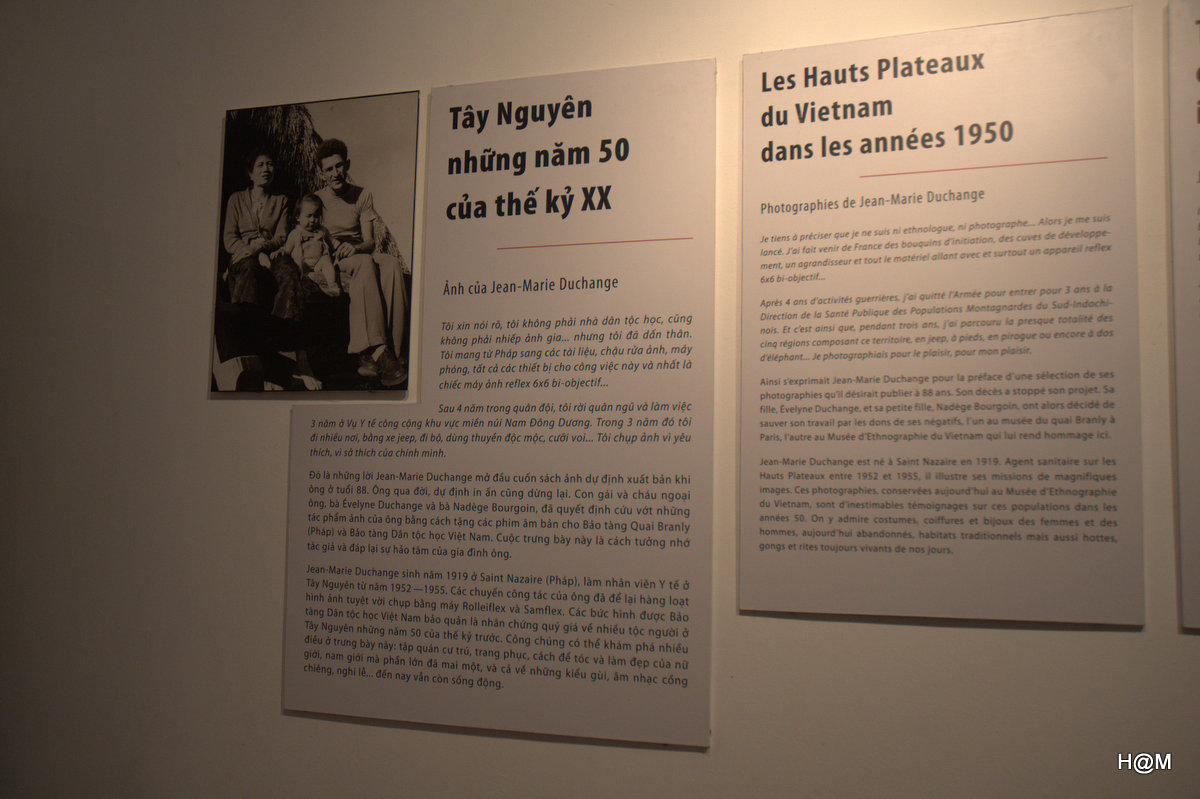 Tây Nguyên
những năm 50
của thế kỷ XX
Ảnh của Jean-Marie Duchange
Tôi xin nói rõ, tôi không phải nhà dân tộc học, cũng
không phải nhiếp ảnh gia... nhưng tôi đã dấn thân.
Tôi mang từ Pháp sang các tài liệu, chậu rửa ảnh, máy
phóng, tất cả các thiết bị cho công việc này và nhất là
chiếc máy ảnh reflex 6x6 bi-objectif...
Sau 4 năm trong quân đội, tôi rời quân ngũ và làm việc
3 năm ở Vụ Y tế công cộng khu vực miền núi Nam Đông Dương. Trong 3 năm đó tôi
đi nhiều nơi, bằng xe jeep, đi bộ, dùng thuyền độc mộc, cưỡi voi... Tôi chụp ảnh vì yêu
thích, vì sở thích của chính mình.
Đó là những lời Jean-Marie Duchange mở đầu cuốn sách ảnh dự định xuất bản khi
ông ở tuổi 88. Ông qua đời, dự định in ấn cũng dừng lại. Con gái và cháu ngoại
ông, bà Évelyne Duchange và bà Nadège Bourgoin, đã quyết định cứu vớt những
tác phẩm ảnh của ông bằng cách tặng các phim âm bản cho Bảo tàng Quai Branly
(Pháp) và Bảo tàng Dân tộc học Việt Nam. Cuộc trưng bày này là cách tưởng nhớ
tác giả và đáp lại sự hảo tâm của gia đình ông.
Jean-Marie Duchange sinh năm 1919 ở Saint Nazaire (Pháp), làm nhân viên Y tế ở
Tây Nguyên từ năm 1952—1955. Các chuyến công tác của ông đã để lại hàng loạt
hình ảnh tuyệt vời chụp bằng máy Rolleiflex và Samflex. Các bức hình được Bảo
tàng Dân tộc học Việt Nam bảo quản là nhân chứng quý giá về nhiều tộc người ở
Tây Nguyên những năm 50 của thế kỷ trước. Công chúng có thể khám phá nhiều
điều ở trưng bày này: tập quán cư trú, trang phục, cách để tóc và làm đẹp của nữ
giới, nam giới mà phần lớn đã mai một, và cả về những kiểu gùi, âm nhạc cồng
chiêng, nghi lễ... đến nay vẫn còn sống động.
Les Hauts Plateaux
du Vietnam
dans les années 1950
Photographies de Jean-Marie Duchange
Je tiens à préciser que je ne suis ni ethnologue, ni photographe... Alors je me suis
lancé. J'ai fait venir de France des bouquins d'initiation, des cuves de développe-
ment, un agrandisseur et tout le matériel allant avec et surtout un appareil reflex
6x6 bi-objectif...
Après 4 ans d'activités guerrières, j'ai quitté l'Armée pour entrer pour 3 ans à la
Direction de la Santé Publique des Populations Montagnardes du Sud-Indochi-
nois. Et c'est ainsi que, pendant trois ans, j'ai parcouru la presque totalité des
cinq régions composant ce territoire, en jeep, à pieds, en pirogue ou encore à dos
d'éléphant... Je photographiais pour le plaisir, pour mon plaisir.
Ainsi s'exprimait Jean-Marie Duchange pour la préface d'une sélection de ses
photographies qu'il désirait publier à 88 ans. Son décès a stoppé son projet. Sa
fille, Évelyne Duchange, et sa petite fille, Nadège Bourgoin, ont alors décidé de
sauver son travail par les dons de ses négatifs, l'un au musée du quai Branly à
Paris, l'autre au Musée d'Ethnographie du Vietnam qui lui rend hommage ici.
Jean-Marie Duchange est né à Saint Nazaire en 1919. Agent sanitaire sur les
Hauts Plateaux entre 1952 et 1955, il illustre ses missions de magnifiques
images. Ces photographies, conservées aujourd'hui au Musée d'Ethnographie
du Vietnam, sont d'inestimables témoignages sur ces populations dans les
années 50. On y admire costumes, coiffures et bijoux des femmes et des
hommes, aujourd'hui abandonnés, habitats traditionnels mais aussi hottes,
gongs et rites toujours vivants de nos jours.
H@M